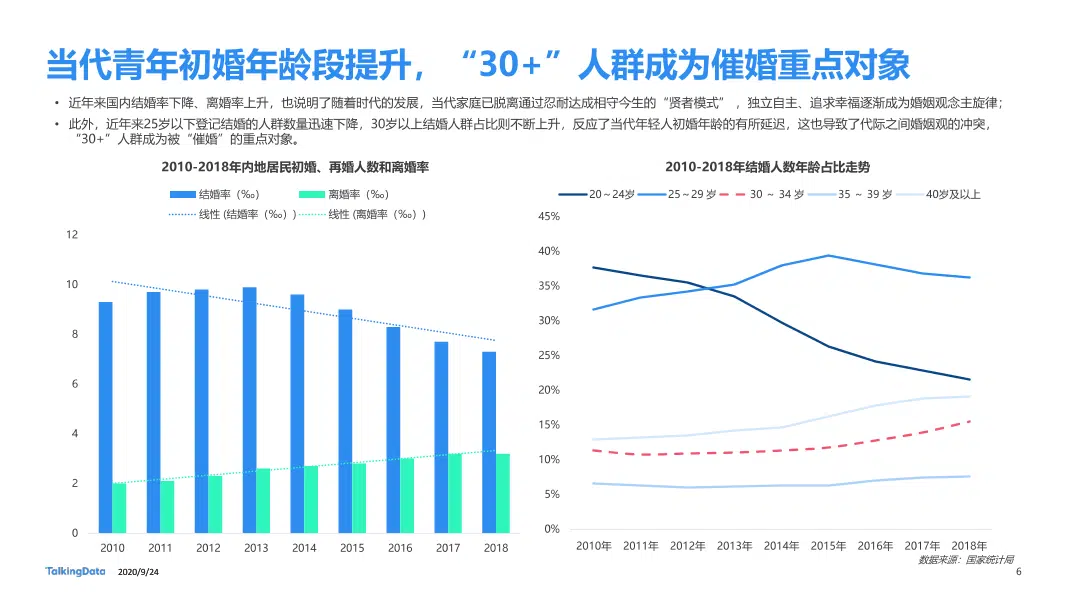 当代青年初婚年龄段提升，“30+”人群成为催婚重点对象
• 近年来国内结婚率下降、离婚率上升，也说明了随着时代的发展，当代家庭已脱离通过忍耐达成相守今生的“贤者模式”，独立自主、追求幸福逐渐成为婚姻观念主旋律；
• 此外，近年来25岁以下登记结婚的人群数量迅速下降，30岁以上结婚人群占比则不断上升，反应了当代年轻人初婚年龄的有所延迟，这也导致了代际之间婚姻观的冲突，
“30+”人群成为被“催婚”的重点对象。
2010-2018年内地居民初婚、再婚人数和离婚率
结婚率（‰） 离婚率（‰）
线性 (结婚率（‰）) 线性 (离婚率（‰）)
12
10
8
6
4
2
0
2010 2011 2012 2013 2014 2015 2016 2017 2018
2010-2018年结婚人数年龄占比走势
20～24岁 25～29 岁 30 ～ 34 岁 35 ～ 39 岁 40岁及以上
45%
40%
35%
30%
25%
20%
15%
10%
5%
0%
2010年 2011年 2012年 2013年 2014年 2015年 2016年 2017年 2018年
数据来源：国家统计局
TalkingData 2020/9/24
6